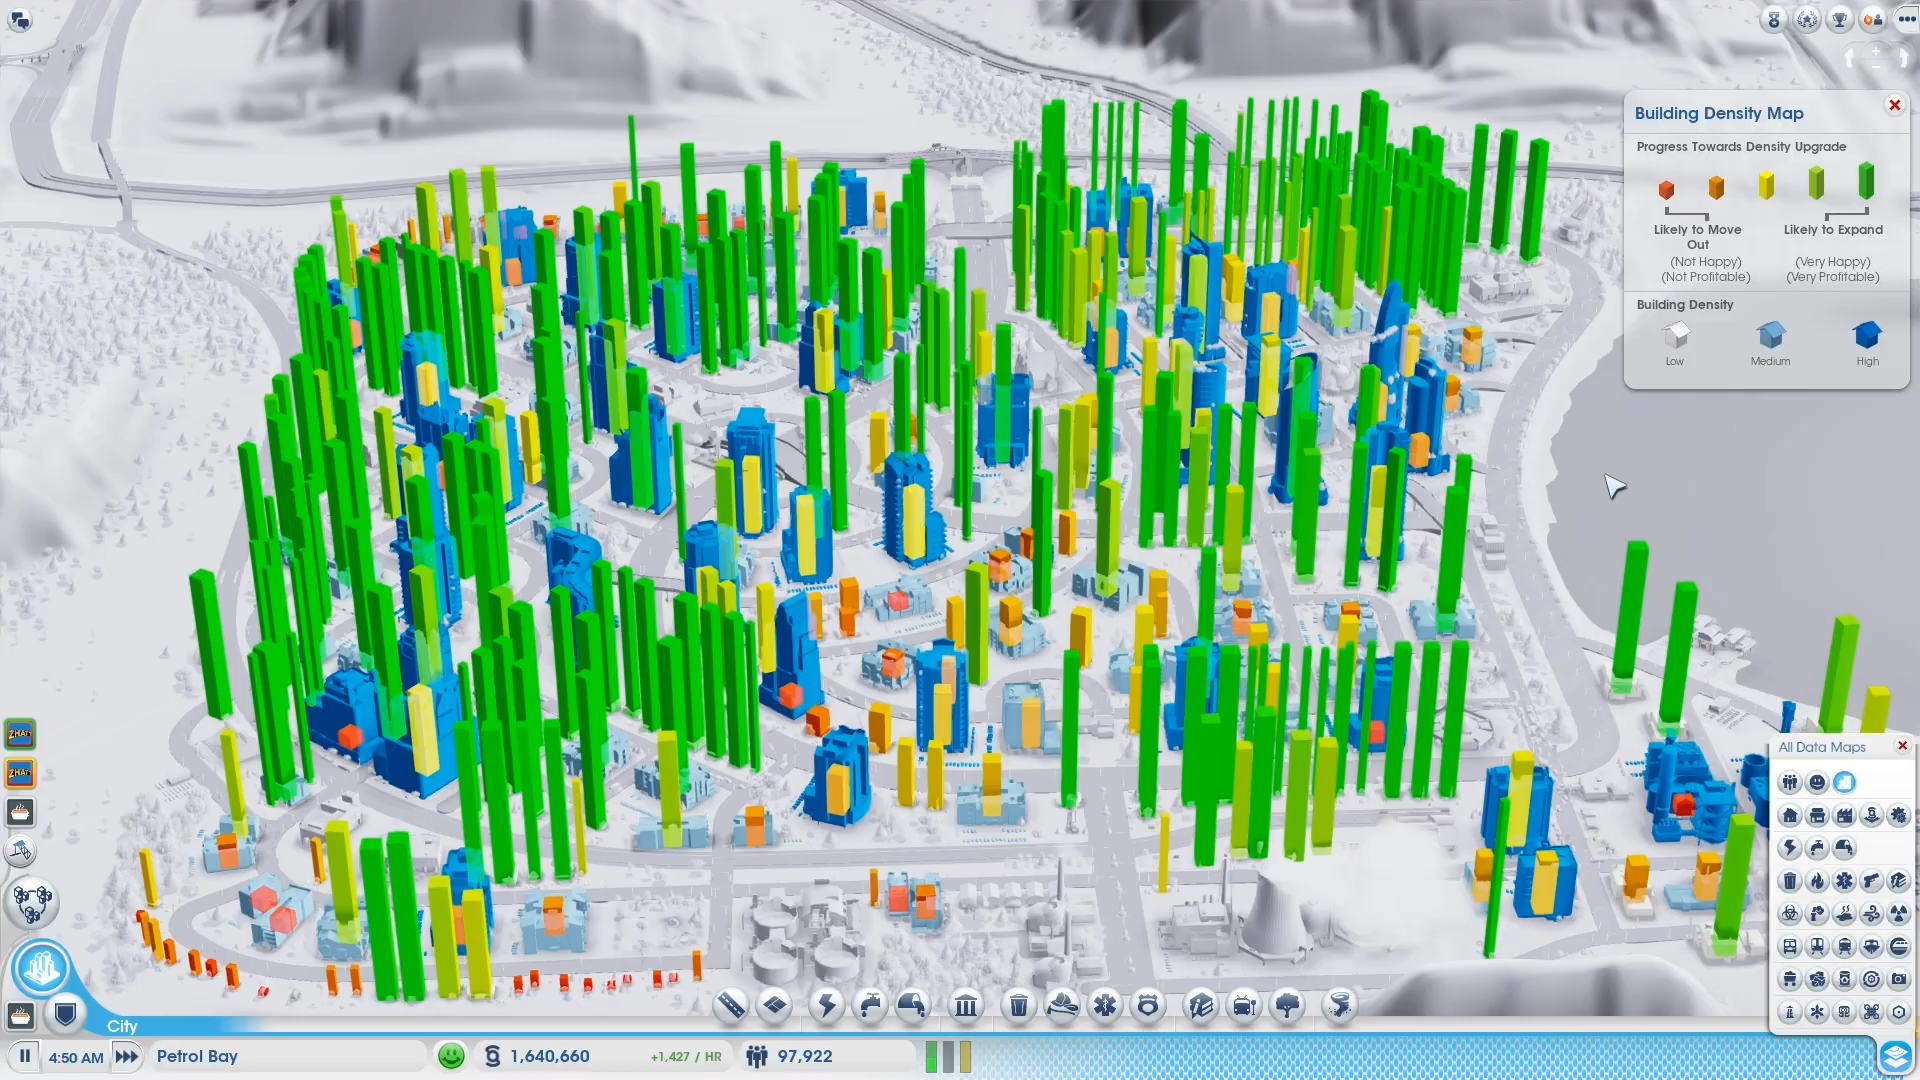 Building Density Map
Progress Towards Density Upgrade
Likely to Move
Out
(Not Happy)
(Not Profitable)
Likely to Expand
(Very Happy)
(Very Profitable)
Building Density
Low
Medium
High
All Data Maps
City
4:50 AM
Petrol Bay
1,640,660
+1,427 / HR
97,922